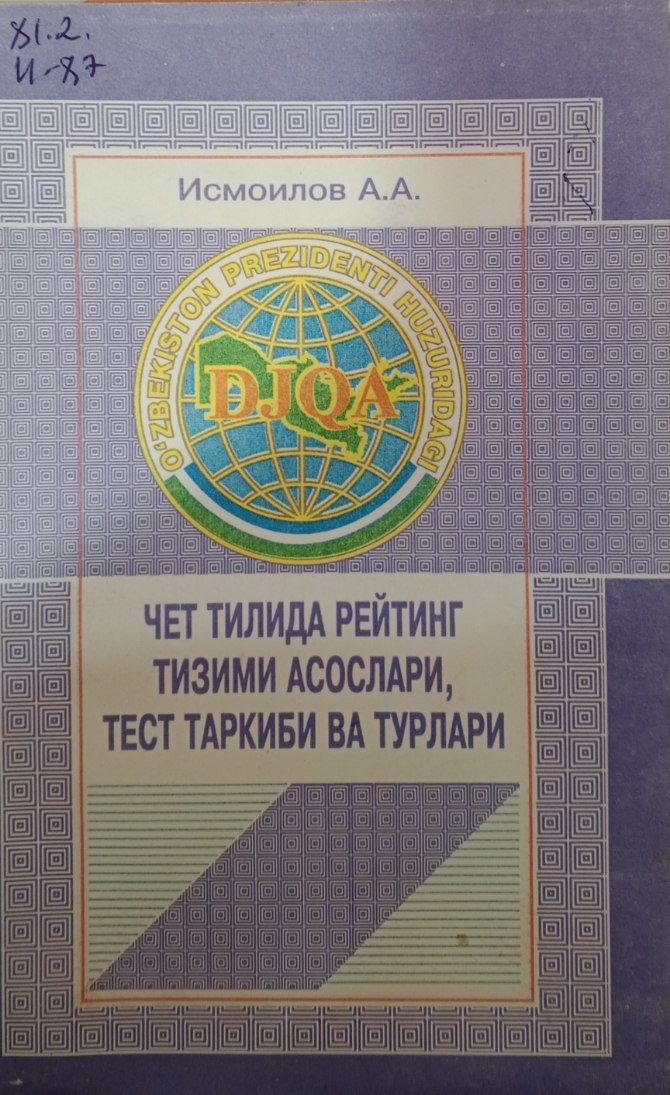 81.2.
И-87
Исмоилов А.А.
O'ZBEKISTON PREZIDENTI HUZURIDAGI
DJQA
ЧЕТ ТИЛИДА РЕЙТИНГ
ТИЗИМИ АСОСЛАРИ,
ТЕСТ ТАРКИБИ ВА ТУРЛАРИ